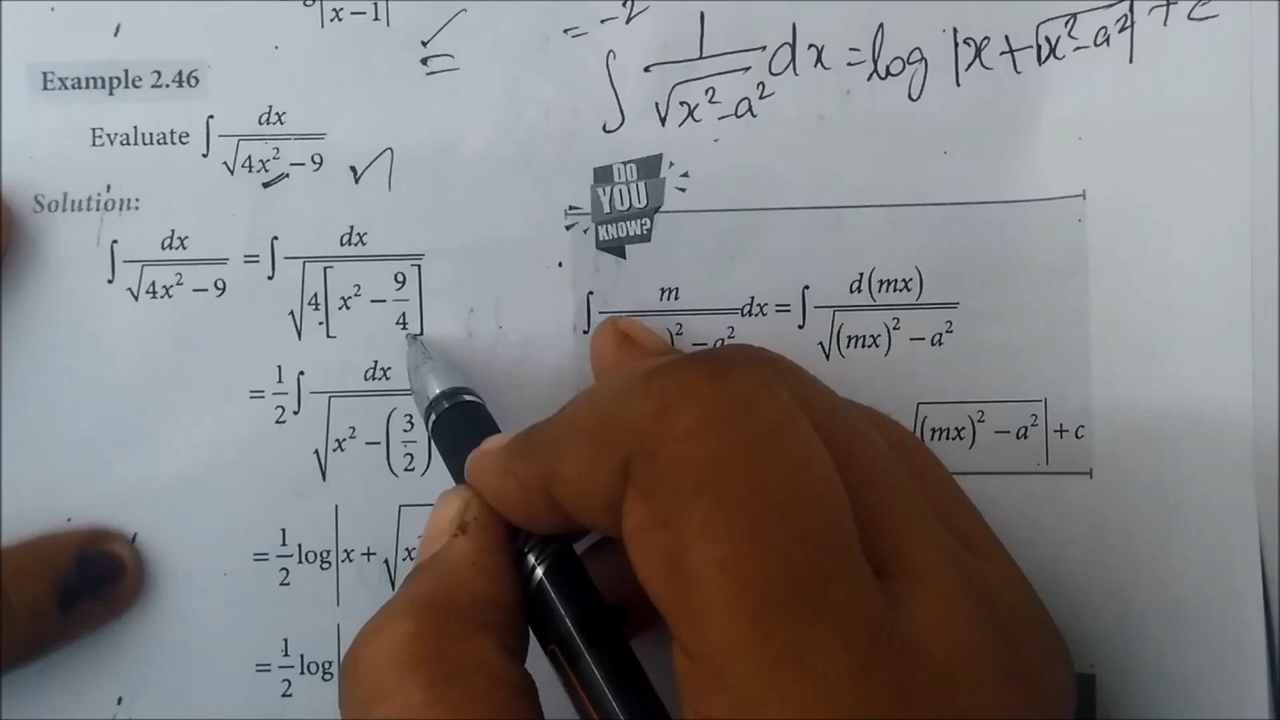 |x−1|
= −2
∫ 1/√(x²−a²) dx = log |x+√(x²−a²)| + c
Example 2.46
Evaluate ∫ dx/√(4x² − 9)
Solution:
∫ dx/√(4x² − 9) = ∫ dx/√(4[x² − 9/4])
= 1/2 ∫ dx/√(x² − (3/2)
= 1/2 log|x + √x
= 1/2 log|
DO
YOU
KNOW?
∫ m/ )² − a² dx = ∫ d(mx)/√((mx)² − a²)
√((mx)² − a²)| + c